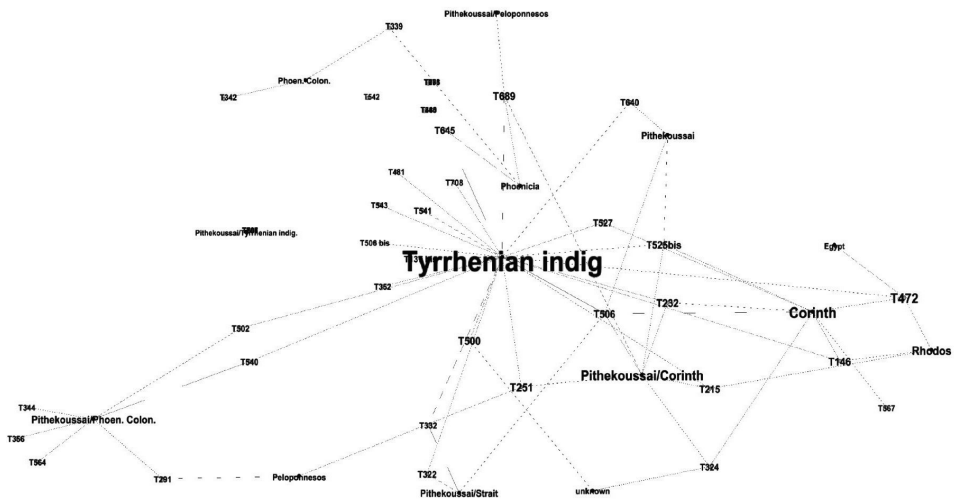 Pithekoussai/Peloponnesos
T339
Phoen. Colon.
T342
T542
T689
T640
T645
Pithekoussai
T481
T708
Phoenicia
T543
T541
T527
Pithekoussai/Tyrrhenian indig.
T506 bis
T525bis
Egypt
Tyrrhenian indig
T352
T232
T472
T506
Corinth
T502
T500
Rhodos
T540
T146
Pithekoussai/Corinth
T251
T215
T344
T567
Pithekoussai/Phoen. Colon.
T332
T356
T564
T324
T291
Peloponnesos
T322
Pithekoussai/Strait
unknown